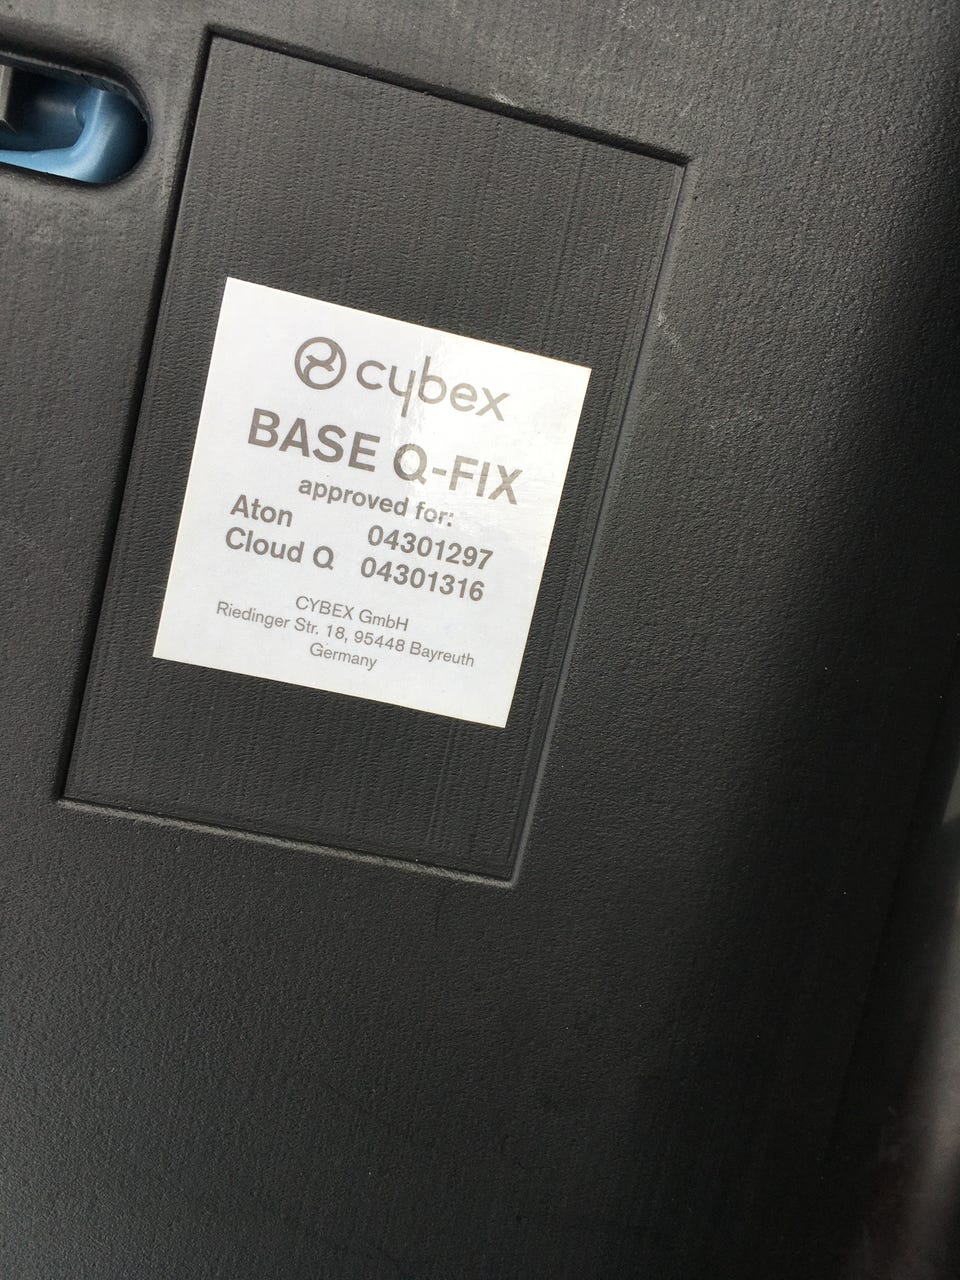 cybex
BASE Q-FIX
approved for:
Aton 04301297
Cloud Q 04301316
CYBEX GmbH
Riedinger Str. 18, 95448 Bayreuth
Germany